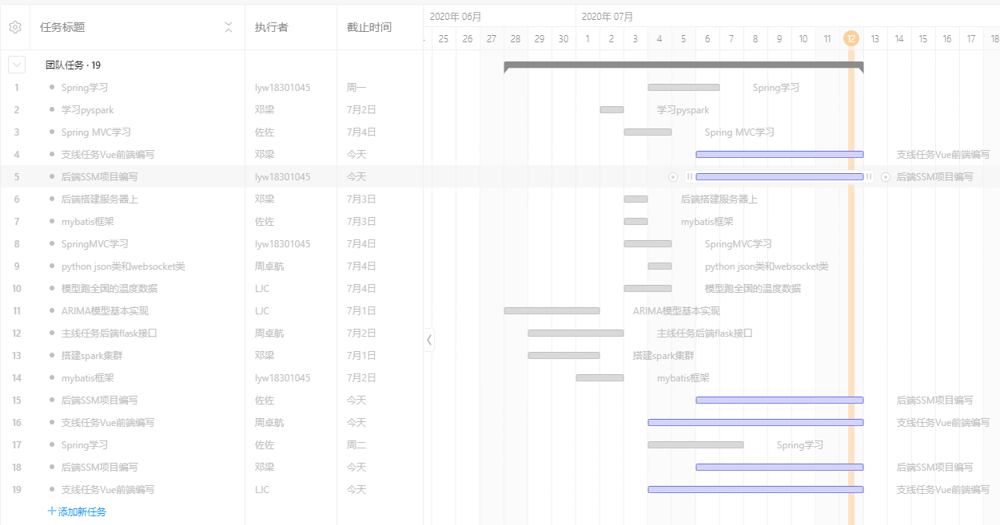 任务标题 执行者 截止时间 2020年 06月 2020年 07月
25 26 27 28 29 30 1 2 3 4 5 6 7 8 9 10 11 12 13 14 15 16 17 18
团队任务 · 19
1 Spring学习 lyw18301045 周一 Spring学习
2 学习pyspark 邓梁 7月2日 学习pyspark
3 Spring MVC学习 佐佐 7月4日 Spring MVC学习
4 支线任务Vue前端编写 邓梁 今天 支线任务Vue前端编写
5 后端SSM项目编写 lyw18301045 今天 后端SSM项目编写
6 后端搭建服务器上 邓梁 7月3日 后端搭建服务器上
7 mybatis框架 佐佐 7月3日 mybatis框架
8 SpringMVC学习 lyw18301045 7月4日 SpringMVC学习
9 python json类和websocket类 周卓航 7月4日 python json类和websocket类
10 模型跑全国的温度数据 LJC 7月4日 模型跑全国的温度数据
11 ARIMA模型基本实现 LJC 7月1日 ARIMA模型基本实现
12 主线任务后端flask接口 周卓航 7月2日 主线任务后端flask接口
13 搭建spark集群 邓梁 7月1日 搭建spark集群
14 mybatis框架 lyw18301045 7月2日 mybatis框架
15 后端SSM项目编写 佐佐 今天 后端SSM项目编写
16 支线任务Vue前端编写 周卓航 今天 支线任务Vue前端编写
17 Spring学习 佐佐 周二 Spring学习
18 后端SSM项目编写 邓梁 今天 后端SSM项目编写
19 支线任务Vue前端编写 LJC 今天 支线任务Vue前端编写
添加新任务